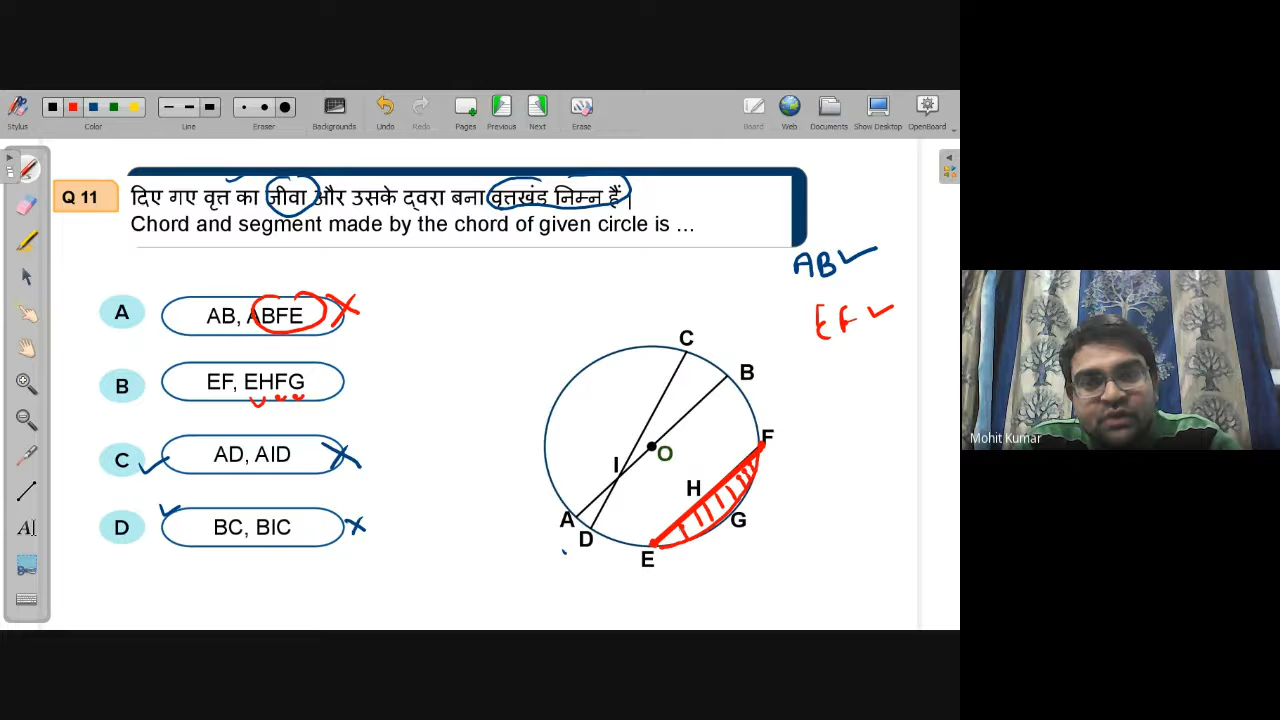 Stylus
Color
Line
Eraser
Backgrounds
Undo
Redo
Pages
Previous
Next
Erase
Board
Web
Documents
Show Desktop
OpenBoard
Q 11
दिए गए वृत्त का जीवा और उसके द्वरा बना वृत्तखंड निम्न हैं |
Chord and segment made by the chord of given circle is ...
AB
EF
A
AB, ABFE
B
EF, EHFG
C
AD, AID
D
BC, BIC
C
B
F
O
I
H
A
G
D
E
Mohit Kumar